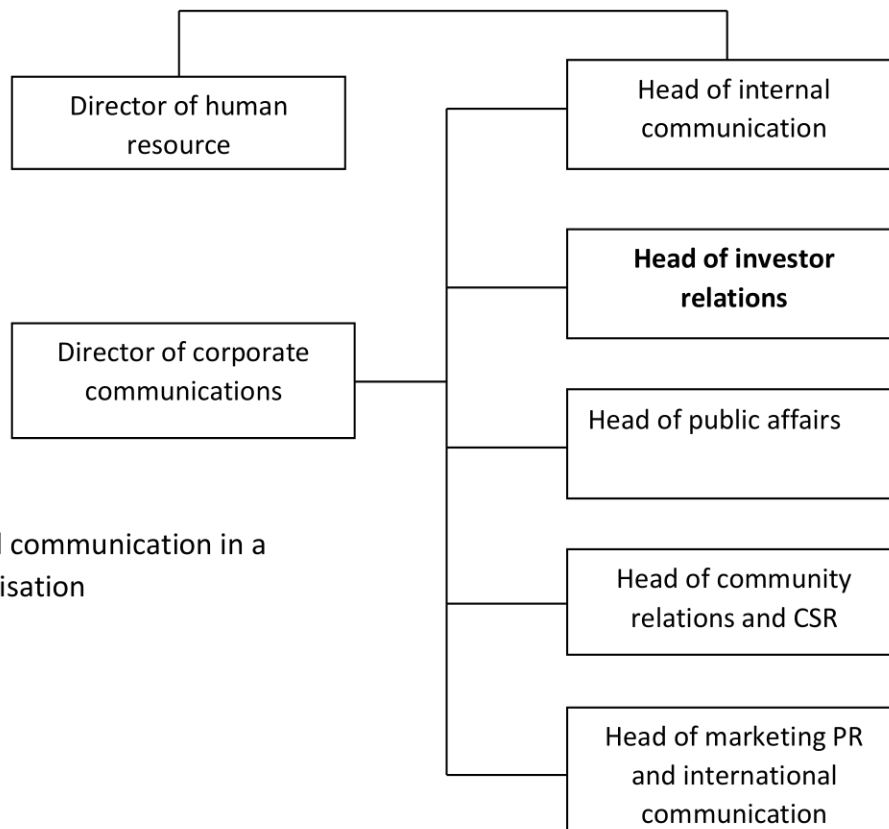 Director of human
resource
Head of internal
communication
Head of investor
relations
Director of corporate
communications
Head of public affairs
communication in a
isation
Head of community
relations and CSR
Head of marketing PR
and international
communication